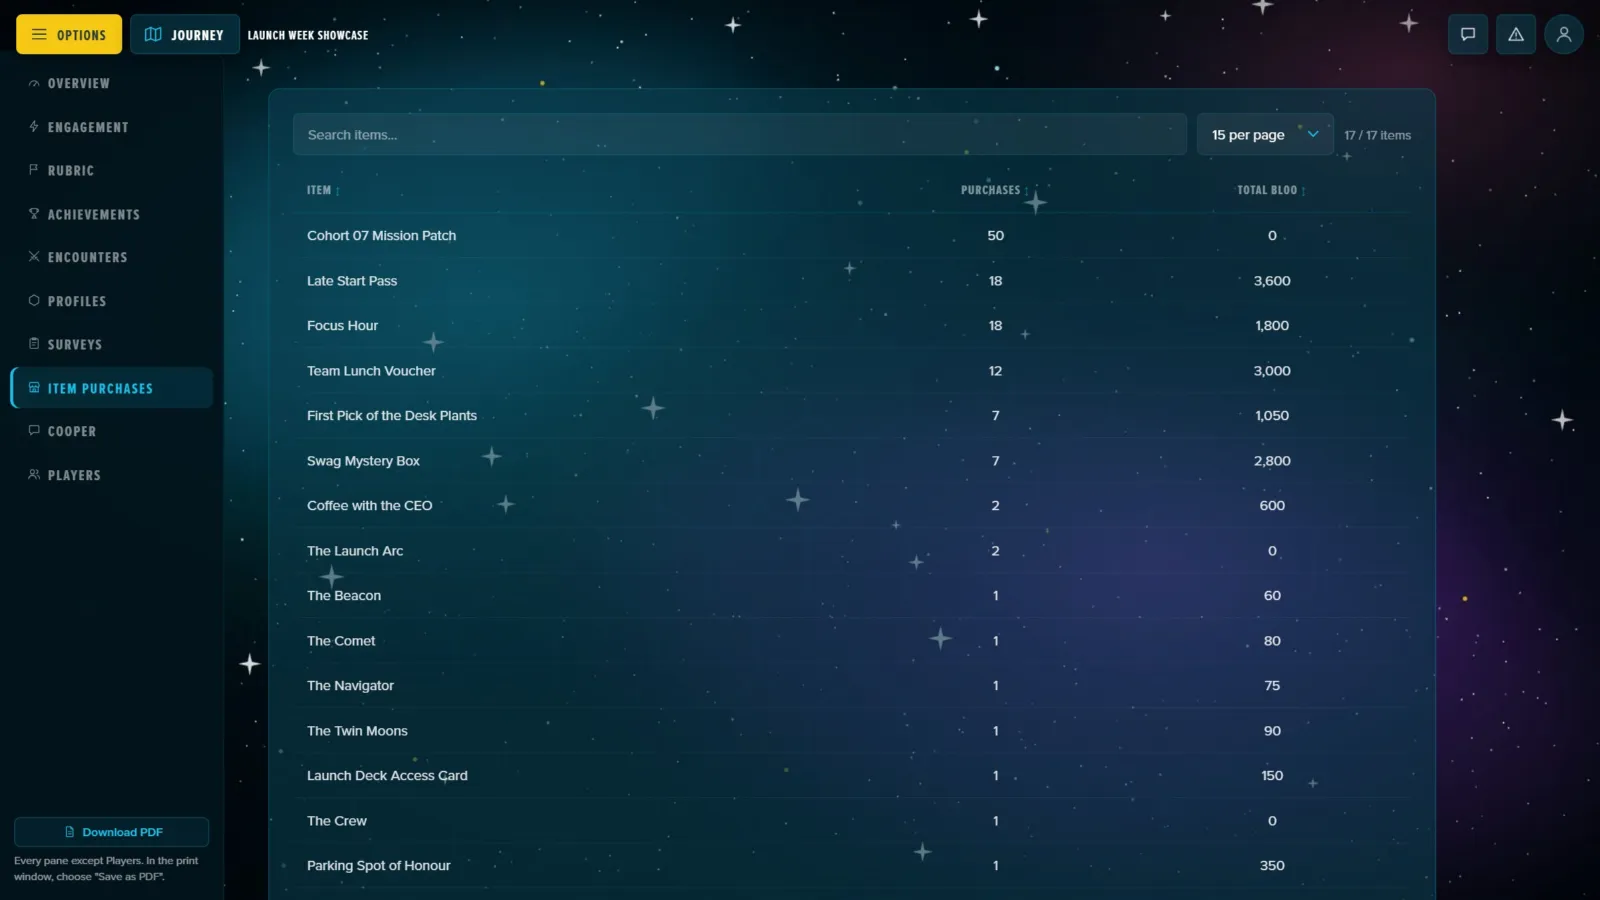 OPTIONS
JOURNEY
LAUNCH WEEK SHOWCASE
OVERVIEW
ENGAGEMENT
RUBRIC
ACHIEVEMENTS
ENCOUNTERS
PROFILES
SURVEYS
ITEM PURCHASES
COOPER
PLAYERS
Download PDF
Every pane except Players. In the print
window, choose "Save as PDF".
Search items...
15 per page
17 / 17 items
ITEM PURCHASES TOTAL BLOO
Cohort 07 Mission Patch 50 0
Late Start Pass 18 3,600
Focus Hour 18 1,800
Team Lunch Voucher 12 3,000
First Pick of the Desk Plants 7 1,050
Swag Mystery Box 7 2,800
Coffee with the CEO 2 600
The Launch Arc 2 0
The Beacon 1 60
The Comet 1 80
The Navigator 1 75
The Twin Moons 1 90
Launch Deck Access Card 1 150
The Crew 1 0
Parking Spot of Honour 1 350